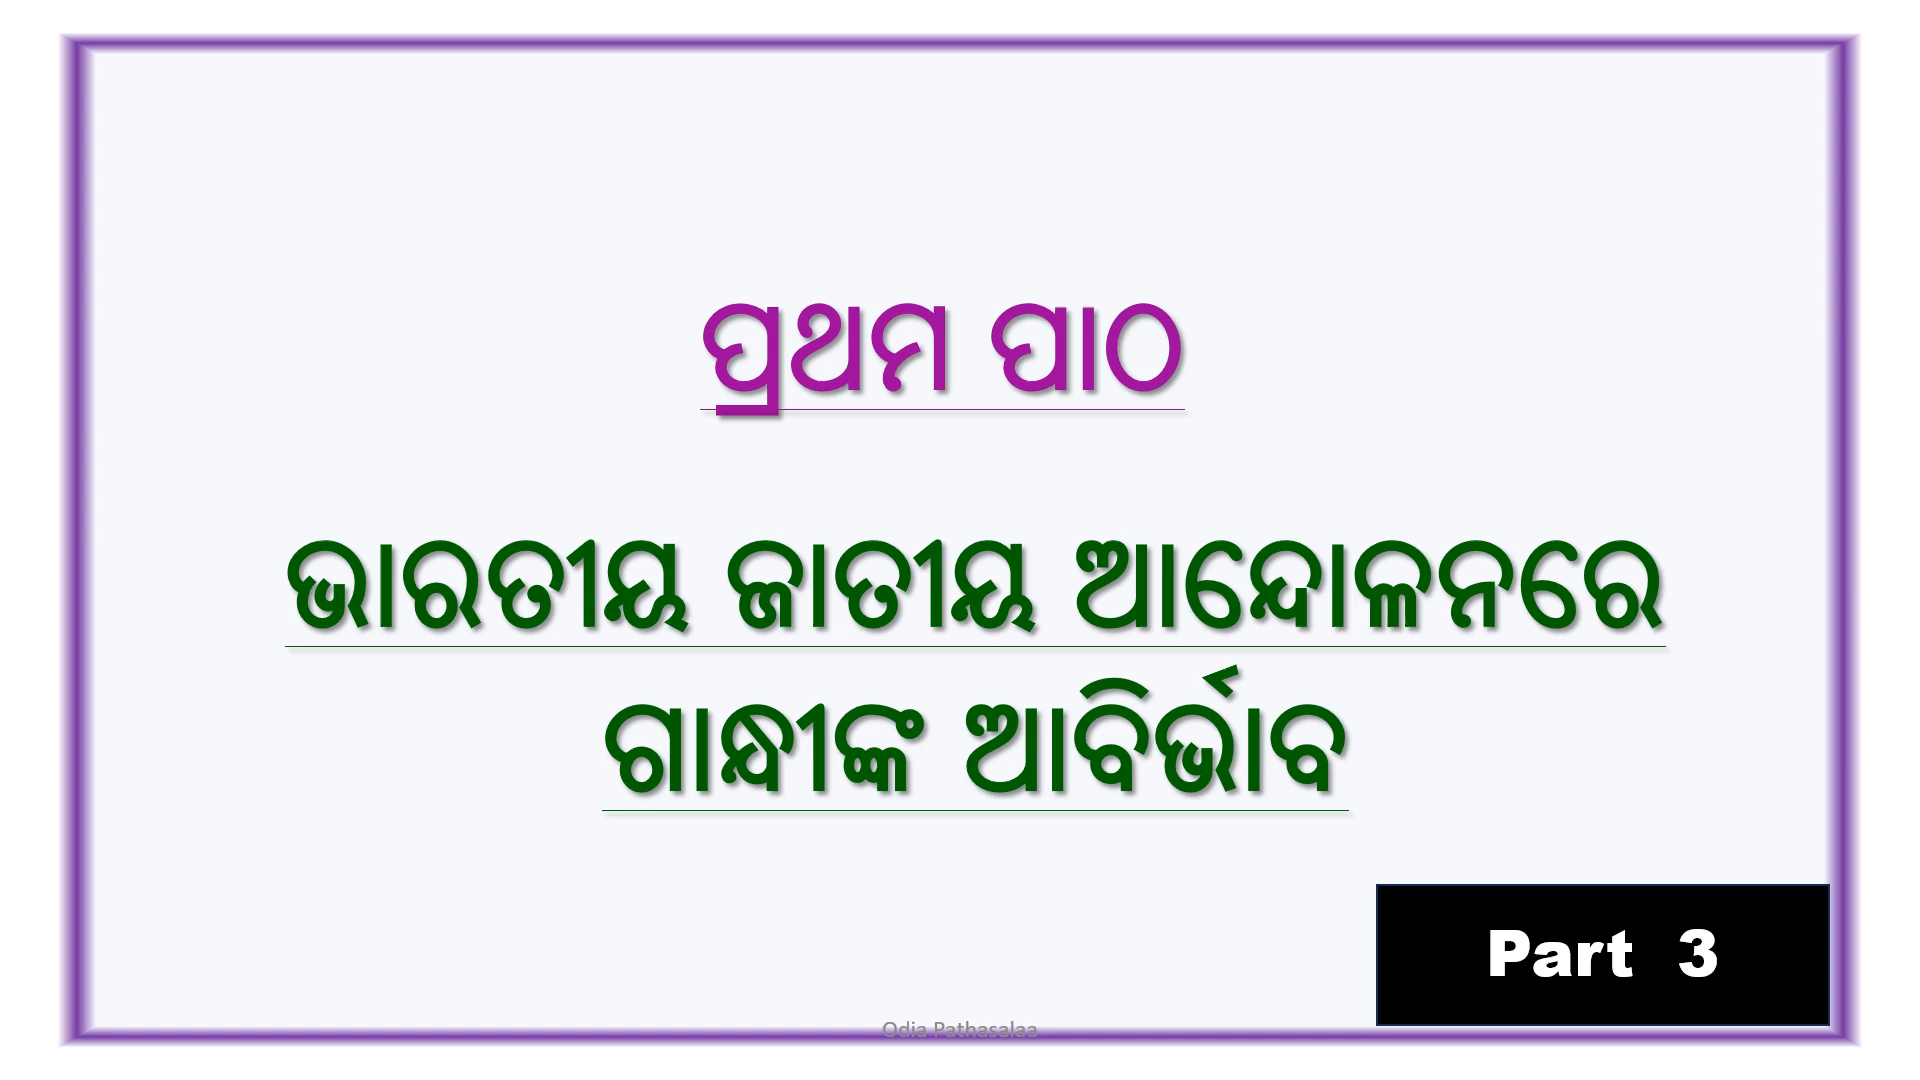 ପ୍ରଥମ ପାଠ
ଭାରତୀୟ ଜାତୀୟ ଆନ୍ଦୋଳନରେ
ଗାନ୍ଧୀଙ୍କ ଆବିର୍ଭାବ
Part 3
Odia Pathasalaa